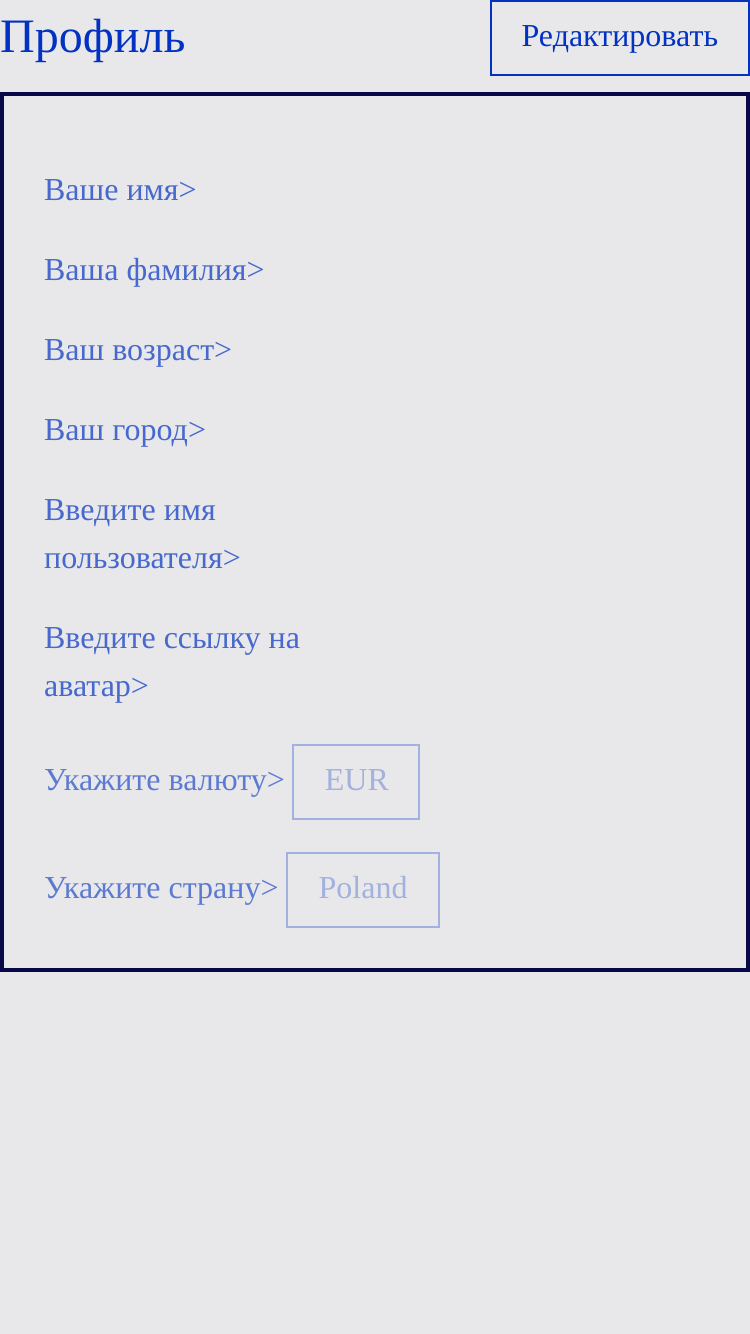 Профиль
Редактировать
Ваше имя>
Ваша фамилия>
Ваш возраст>
Ваш город>
Введите имя
пользователя>
Введите ссылку на
аватар>
Укажите валюту> EUR
Укажите страну> Poland